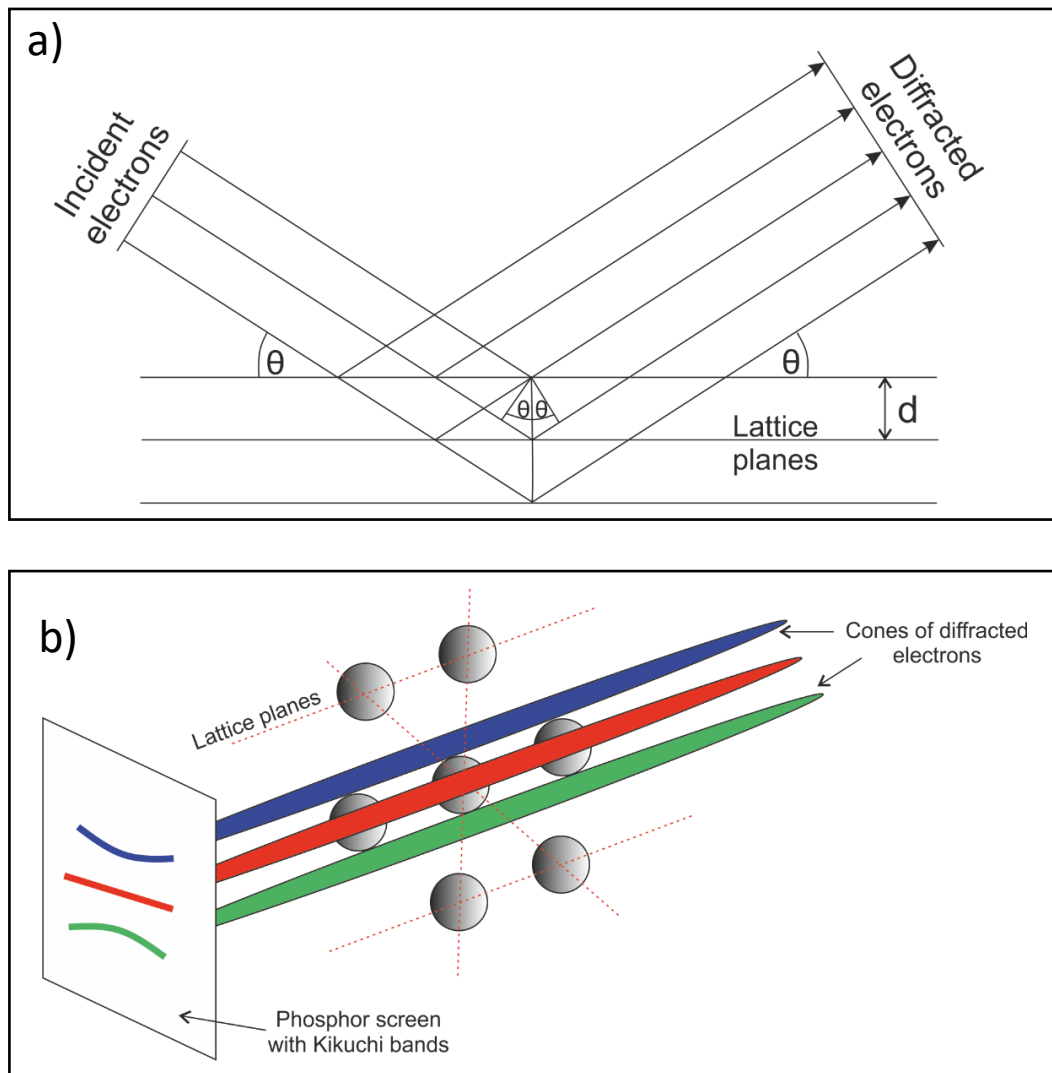 a)
Incident
electrons
Diffracted
electrons
θ
θ
θ θ
d
Lattice
planes
b)
Cones of diffracted
electrons
Lattice planes
Phosphor screen
with Kikuchi bands